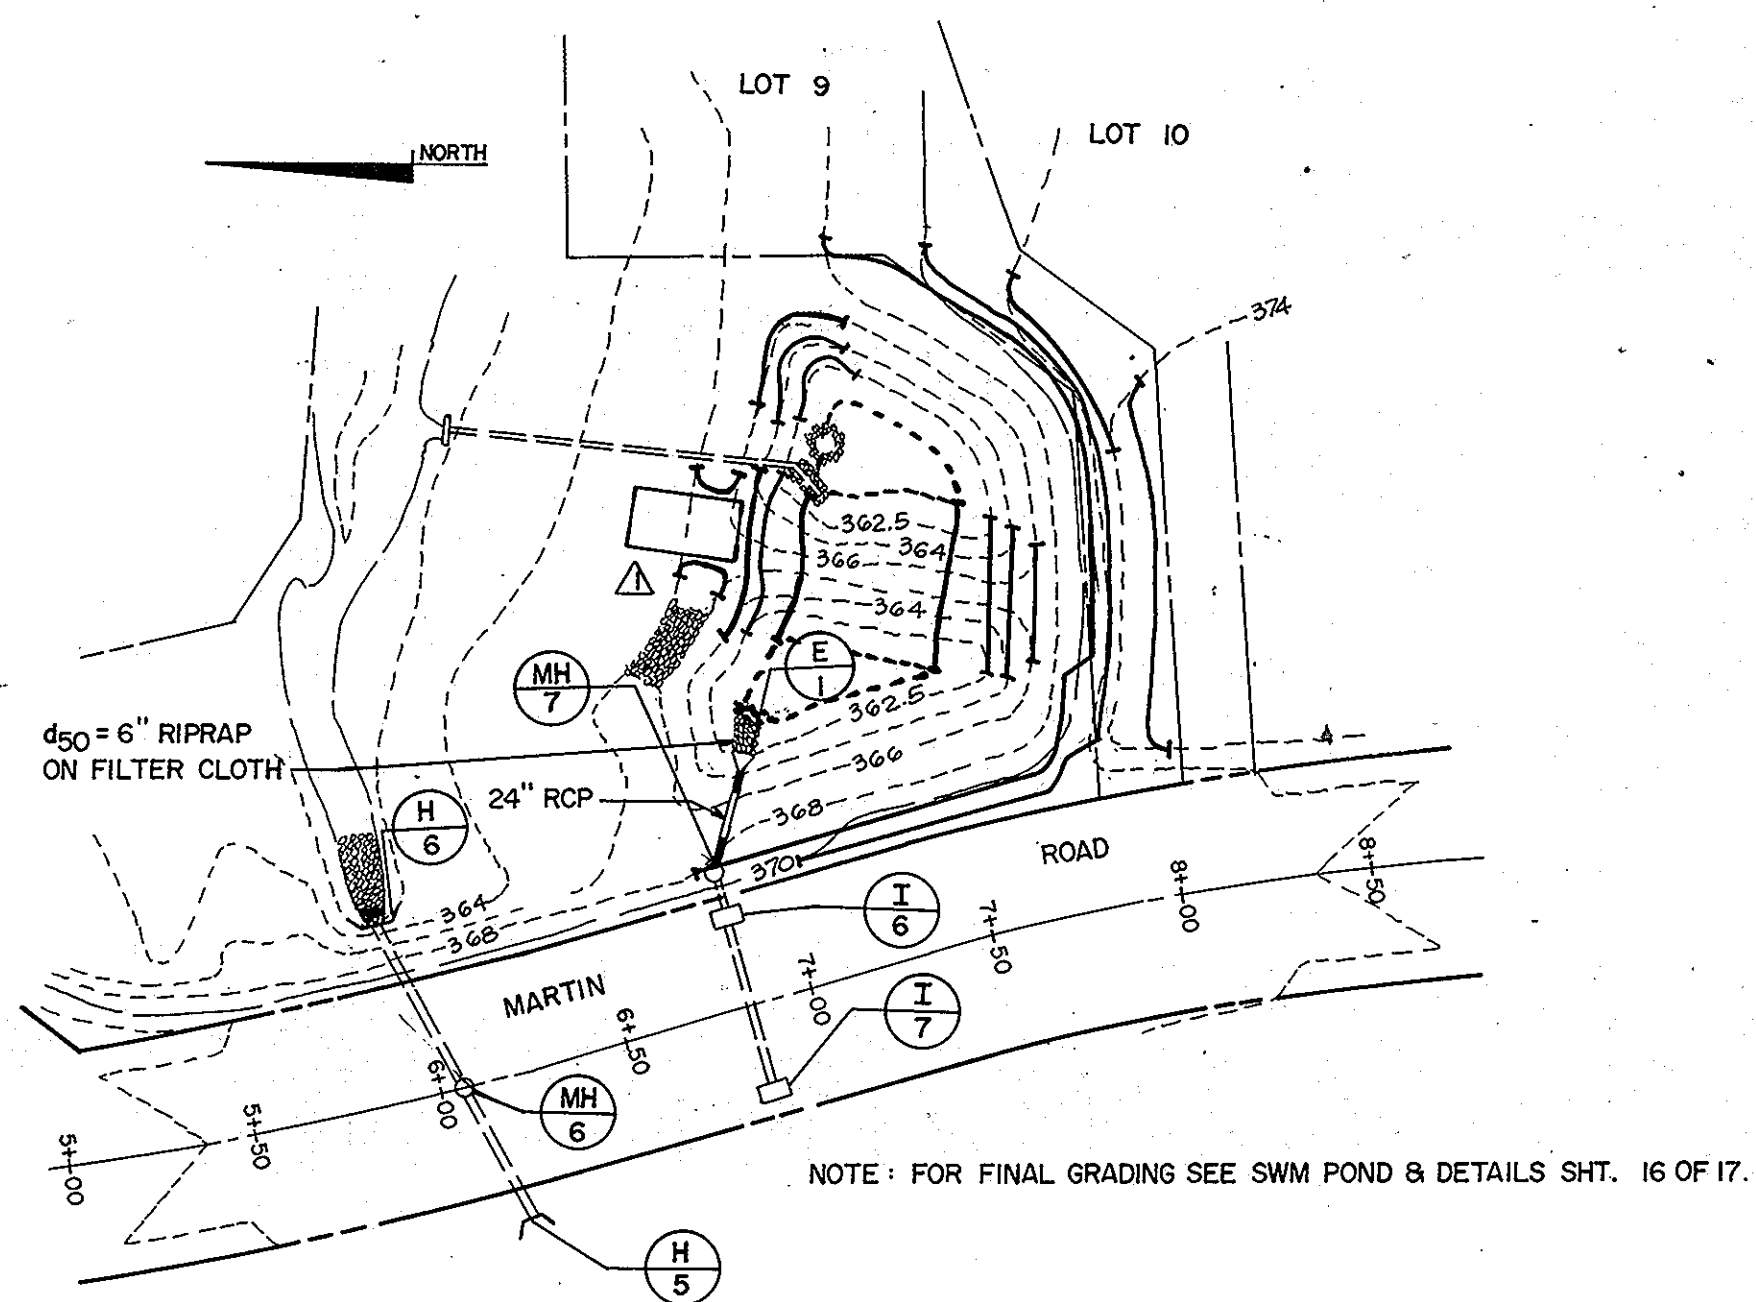 LOT 9
LOT 10
NORTH
374
362.5
364
366
364
E
1
MH
7
1
362.5
d50 = 6" RIPRAP
ON FILTER CLOTH
366
24" RCP
H
6
368
370
ROAD
8+50
8+00
364
368
I
6
7+50
7+00
MARTIN
I
7
6+50
6+00
MH
6
5+50
5+00
NOTE: FOR FINAL GRADING SEE SWM POND & DETAILS SHT. 16 OF 17.
H
5